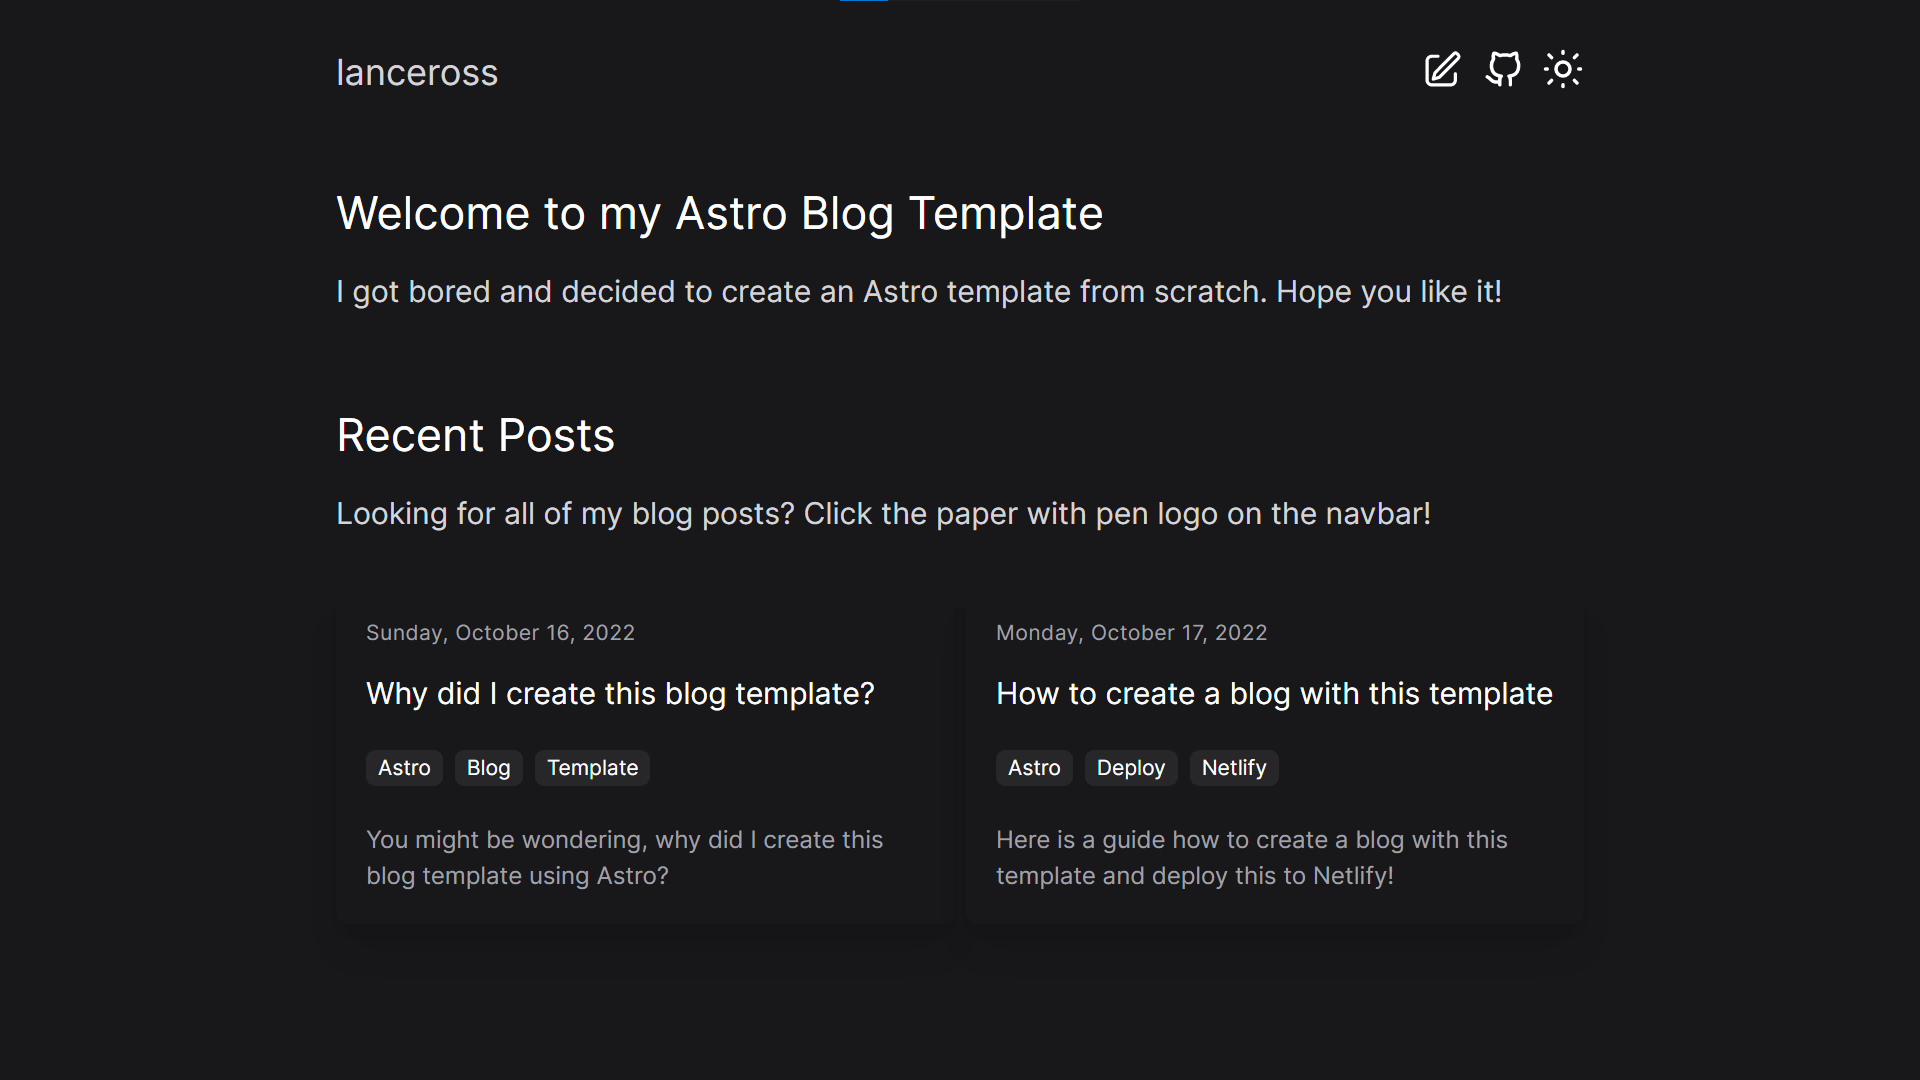 lanceross
Welcome to my Astro Blog Template
I got bored and decided to create an Astro template from scratch. Hope you like it!
Recent Posts
Looking for all of my blog posts? Click the paper with pen logo on the navbar!
Sunday, October 16, 2022
Why did I create this blog template?
Astro Blog Template
You might be wondering, why did I create this
blog template using Astro?
Monday, October 17, 2022
How to create a blog with this template
Astro Deploy Netlify
Here is a guide how to create a blog with this
template and deploy this to Netlify!